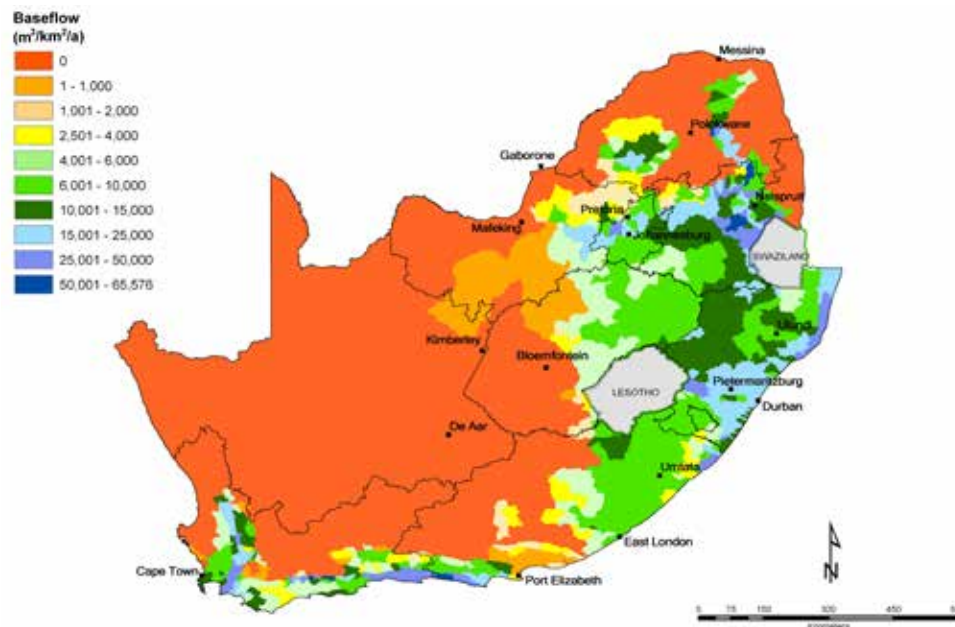 Baseflow
(m³/km²/a)
0
1 - 1,000
1,001 - 2,000
2,501 - 4,000
4,001 - 6,000
6,001 - 10,000
10,001 - 15,000
15,001 - 25,000
25,001 - 50,000
50,001 - 65,576
Messina
Polokwane
Gaborone
Nelspruit
Pretoria
Mafeking
Johannesburg
SWAZILAND
Ulundi
Kimberley
Bloemfontein
LESOTHO
Pietermaritzburg
Durban
De Aar
Umtata
East London
Cape Town
Port Elizabeth
N
75 150 300 450
Kilometers